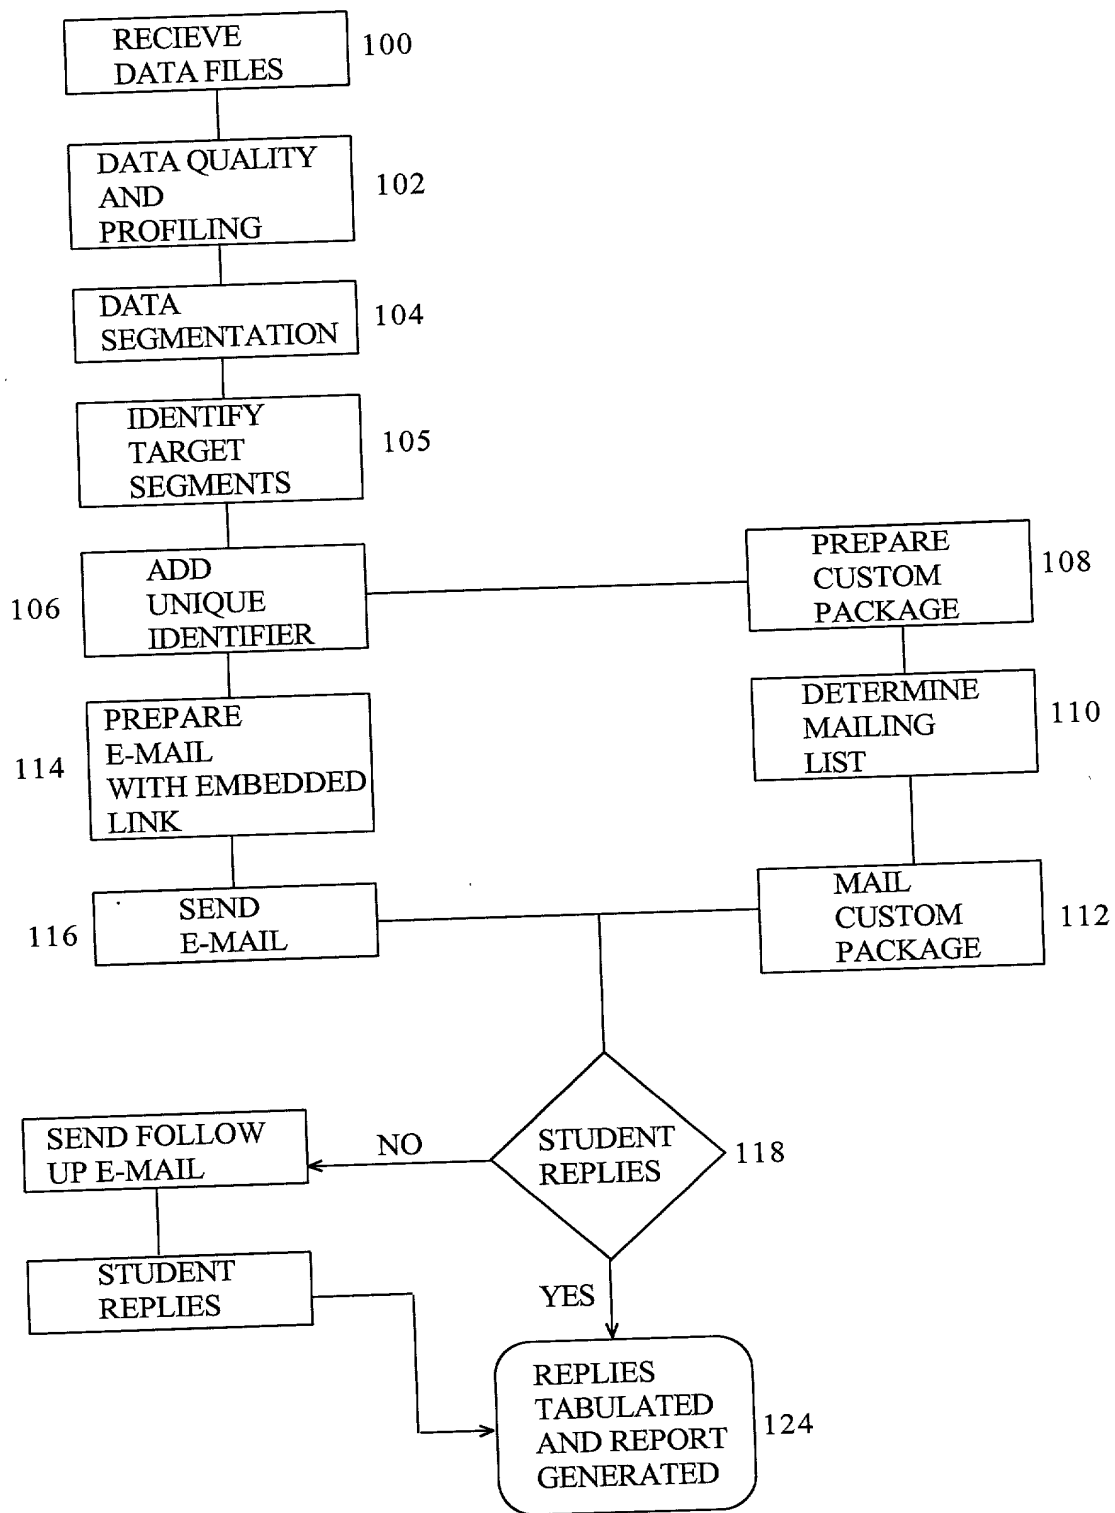 RECIEVE
DATA FILES
100
DATA QUALITY
AND
PROFILING
102
DATA
SEGMENTATION
104
IDENTIFY
TARGET
SEGMENTS
105
ADD
UNIQUE
IDENTIFIER
106
PREPARE
CUSTOM
PACKAGE
108
DETERMINE
MAILING
LIST
110
PREPARE
E-MAIL
WITH EMBEDDED
LINK
114
SEND
E-MAIL
116
MAIL
CUSTOM
PACKAGE
112
STUDENT
REPLIES
118
NO
SEND FOLLOW
UP E-MAIL
STUDENT
REPLIES
YES
REPLIES
TABULATED
AND REPORT
GENERATED
124